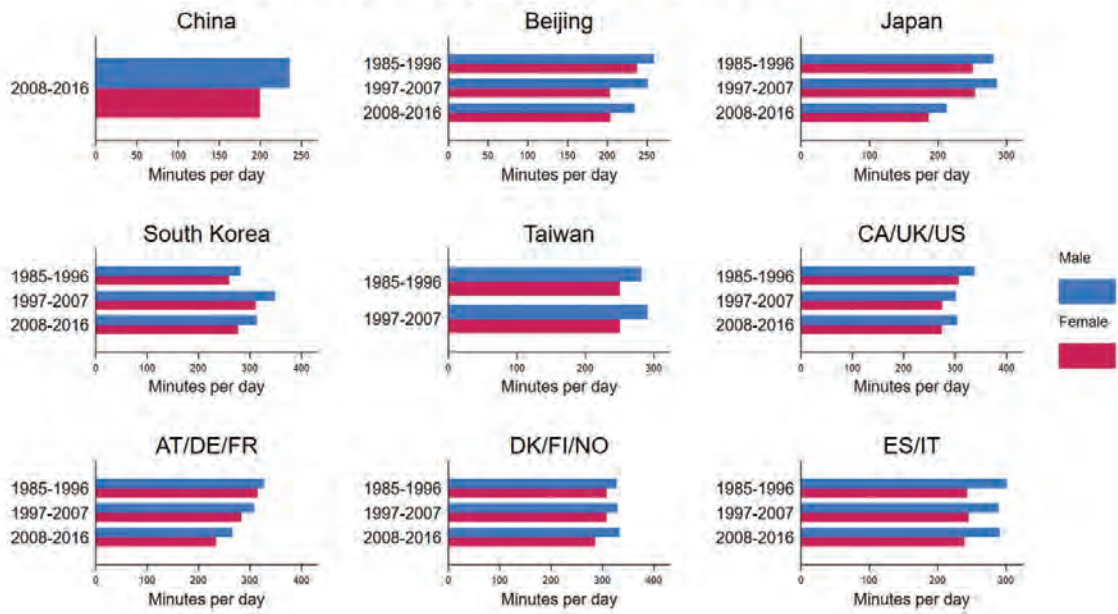 China
2008-2016
0 50 100 150 200 250
Minutes per day
Beijing
1985-1996
1997-2007
2008-2016
0 50 100 150 200 250
Minutes per day
Japan
1985-1996
1997-2007
2008-2016
0 100 200 300
Minutes per day
South Korea
1985-1996
1997-2007
2008-2016
0 100 200 300 400
Minutes per day
Taiwan
1985-1996
1997-2007
0 100 200 300
Minutes per day
CA/UK/US
1985-1996
1997-2007
2008-2016
0 100 200 300 400
Minutes per day
Male
Female
AT/DE/FR
1985-1996
1997-2007
2008-2016
0 100 200 300 400
Minutes per day
DK/FI/NO
1985-1996
1997-2007
2008-2016
0 100 200 300 400
Minutes per day
ES/IT
1985-1996
1997-2007
2008-2016
0 100 200 300
Minutes per day